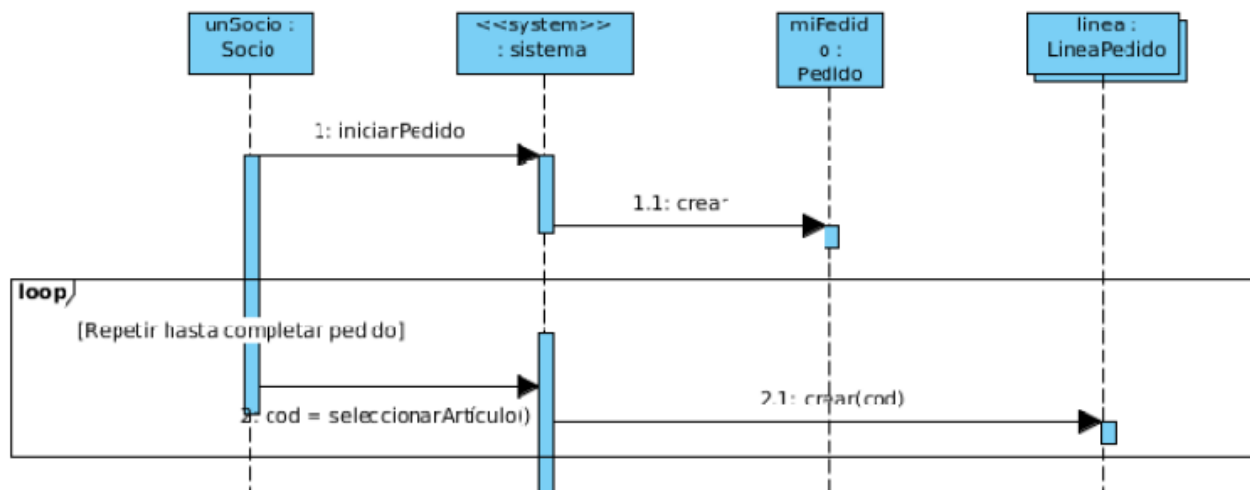 unSocio :
Socio
<<system>>
: sistema
miPedid
o :
Pedido
linea :
LineaPedido
1: iniciarPedido
1.1: crear
loop
[Repetir hasta completar pedido]
2: cod = seleccionarArtículo()
2.1: crear(cod)